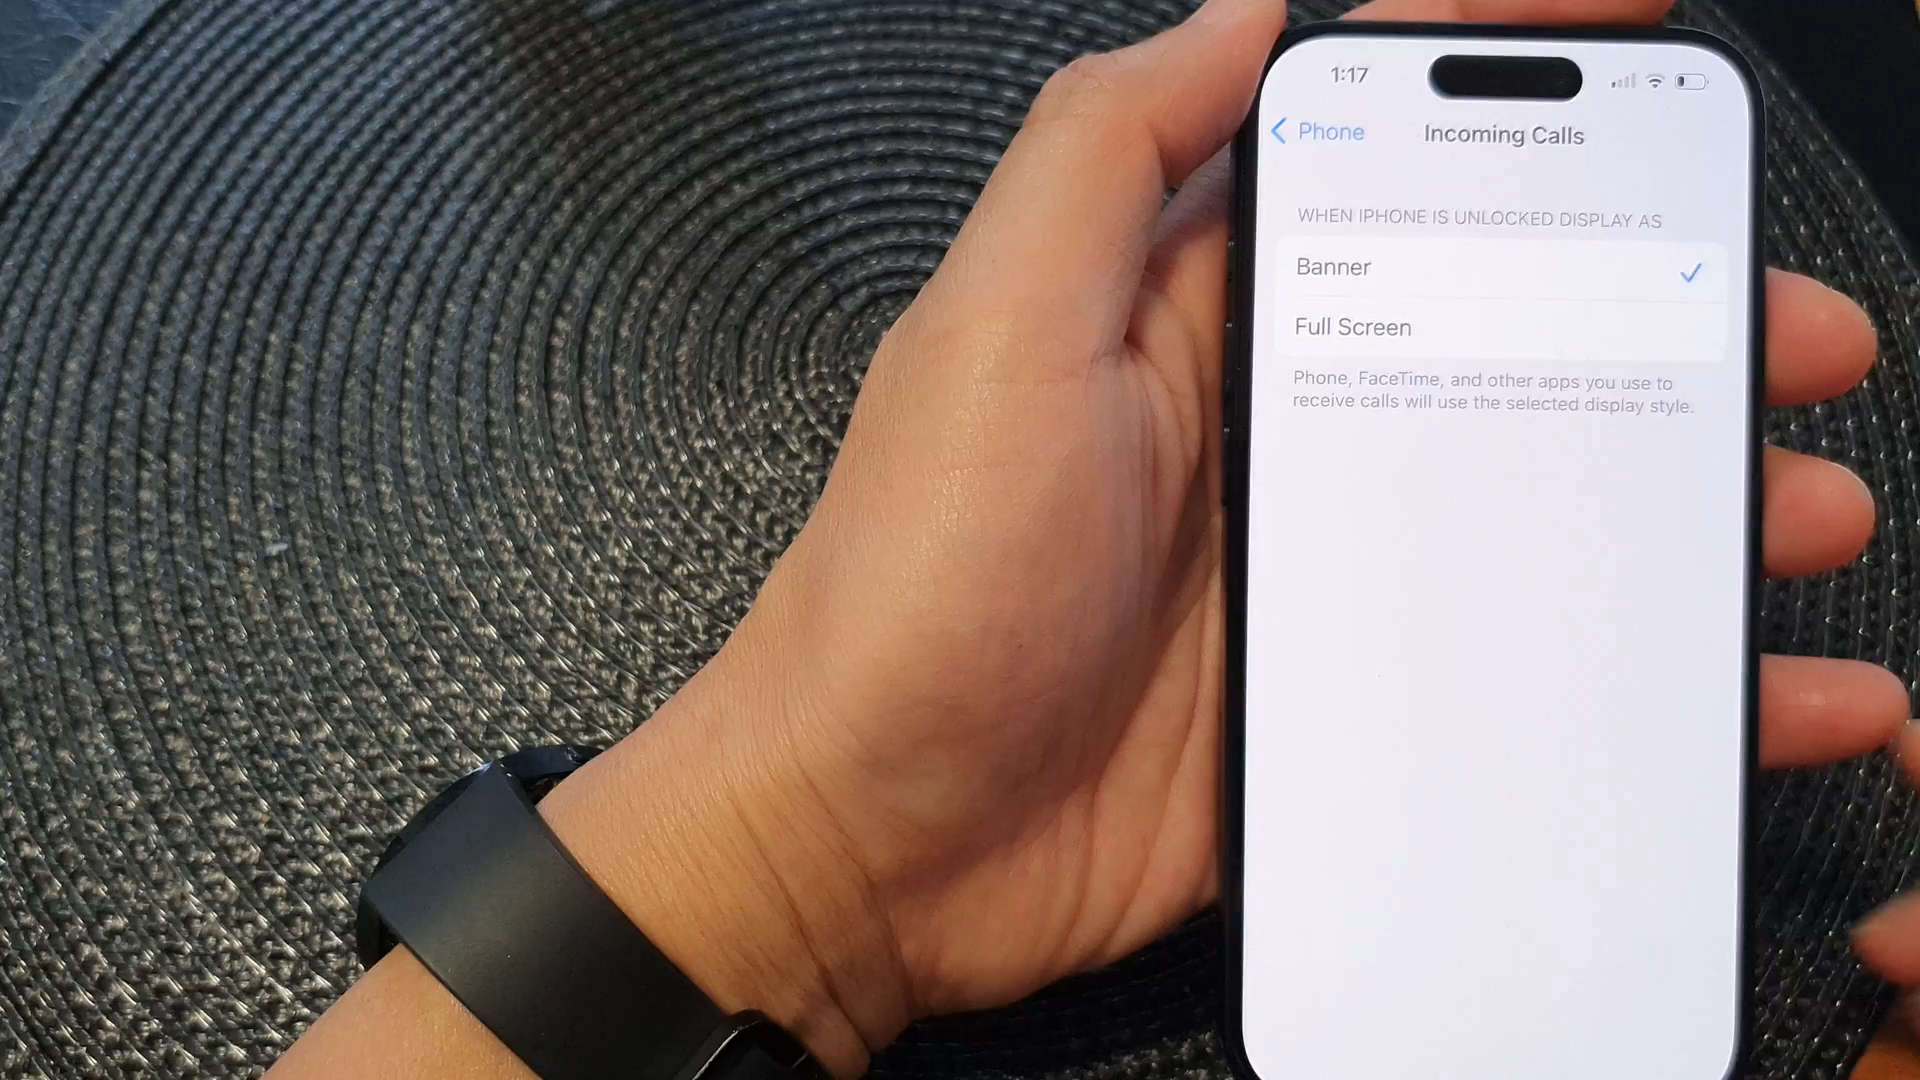 1:17
Phone
Incoming Calls
WHEN IPHONE IS UNLOCKED DISPLAY AS
Banner
Full Screen
Phone, FaceTime, and other apps you use to
receive calls will use the selected display style.